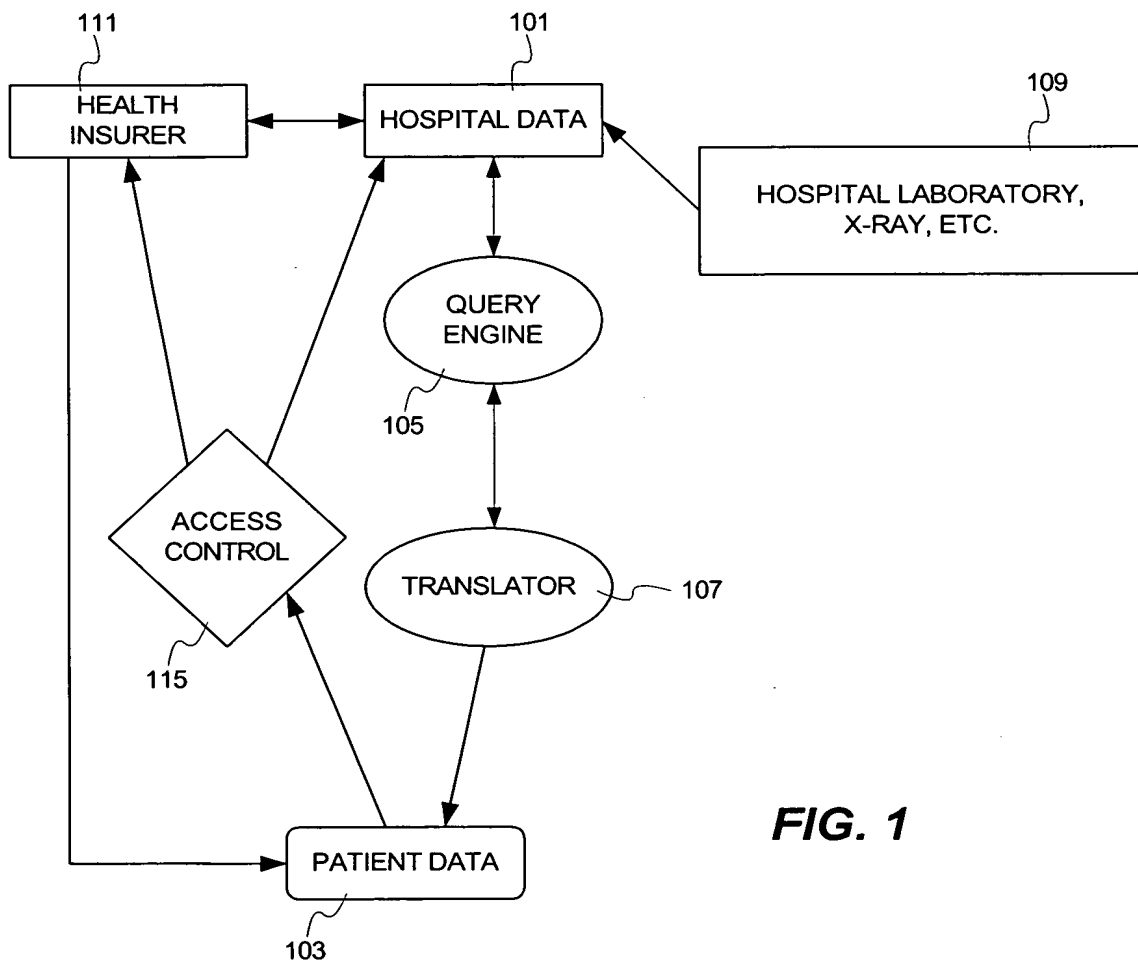 111
101
HEALTH
INSURER
HOSPITAL DATA
109
HOSPITAL LABORATORY,
X-RAY, ETC.
QUERY
ENGINE
105
ACCESS
CONTROL
TRANSLATOR
107
115
PATIENT DATA
103
FIG. 1